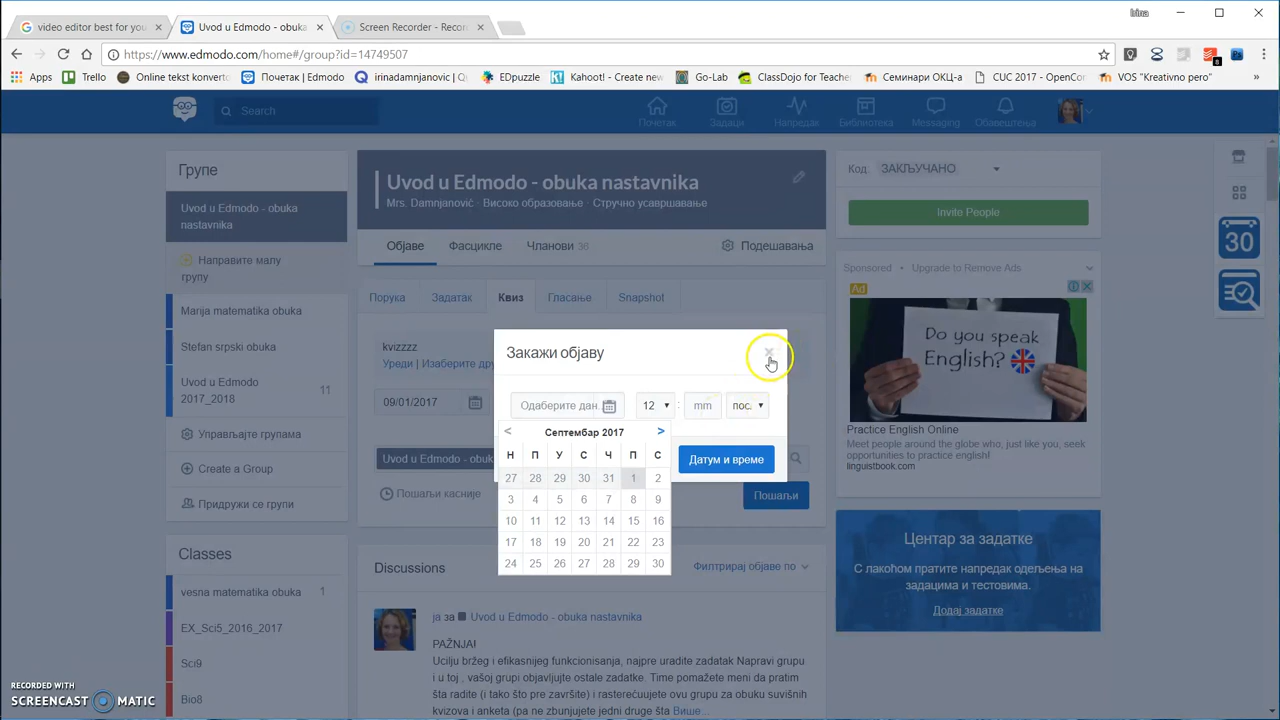 Irina
video editor best for you
Uvod u Edmodo - obuka
Screen Recorder - Recor
https://www.edmodo.com/home#/group?id=14749507
Apps
Trello
Online tekst konverto
Почетак | Edmodo
irinadamnjanovic | Q
EDpuzzle
Kahoot! - Create new
Goo
ClassDojo for Teache
Семинари ОКЦ-а
CUC 2017 - OpenCon
VOS "Kreativno pero"
»
8
Search
Почетак
Задаци
Напредак
Библиотека
Messaging
Обавештења
Групе
Uvod u Edmodo - obuka
nastavnika
Направите малу
групу
Marija matematika obuka
Stefan srpski obuka
Uvod u Edmodo
2017_2018
11
Управљајте групама
Create a Group
Придружи се групи
Classes
vesna matematika obuka
1
EX_Sci5_2016_2017
Sci9
Bio8
Uvod u Edmodo - obuka nastavnika
Mrs. Damnjanović · Високо образовање · Стручно усавршавање
Објаве
Фасцикле
Чланови 36
Подешавања
Порука
Задатак
Квиз
Гласање
Snapshot
kvizzzz
Уреди | Изаберите дру
09/01/2017
Uvod u Edmodo - obu
Пошаљи касније
Пошаљи
Закажи објаву
×
Одаберите дан.
12
:
mm
пос.
Датум и време
<
Септембар 2017
>
Н П У С Ч П С
27 28 29 30 31 1 2
3 4 5 6 7 8 9
10 11 12 13 14 15 16
17 18 19 20 21 22 23
24 25 26 27 28 29 30
Discussions
Филтрирај објаве по
ја за Uvod u Edmodo - obuka nastavnika
PAŽNJA!
Ucilju bržeg i efikasnijeg funkcionisanja, najpre uradite zadatak Napravi grupu
i u toj , vašoj grupi objavljujte ostale zadatke. Time pomažete meni da pratim
šta radite (i tako što pre završite) i rasterećuujete ovu grupu za obuku suvišnih
kvizova i anketa (pa ne zbunjujete jedni druge šta Више...
Код
ЗАКЉУЧАНО
Invite People
Sponsored • Upgrade to Remove Ads
Ad
Do you speak
English?
Practice English Online
Meet people around the globe who, just like you, seek
opportunities to practice english!
linguistbook.com
Центар за задатке
С лакоћом пратите напредак одељења на
задацима и тестовима.
Додај задатке
30
RECORDED WITH
SCREENCAST MATIC